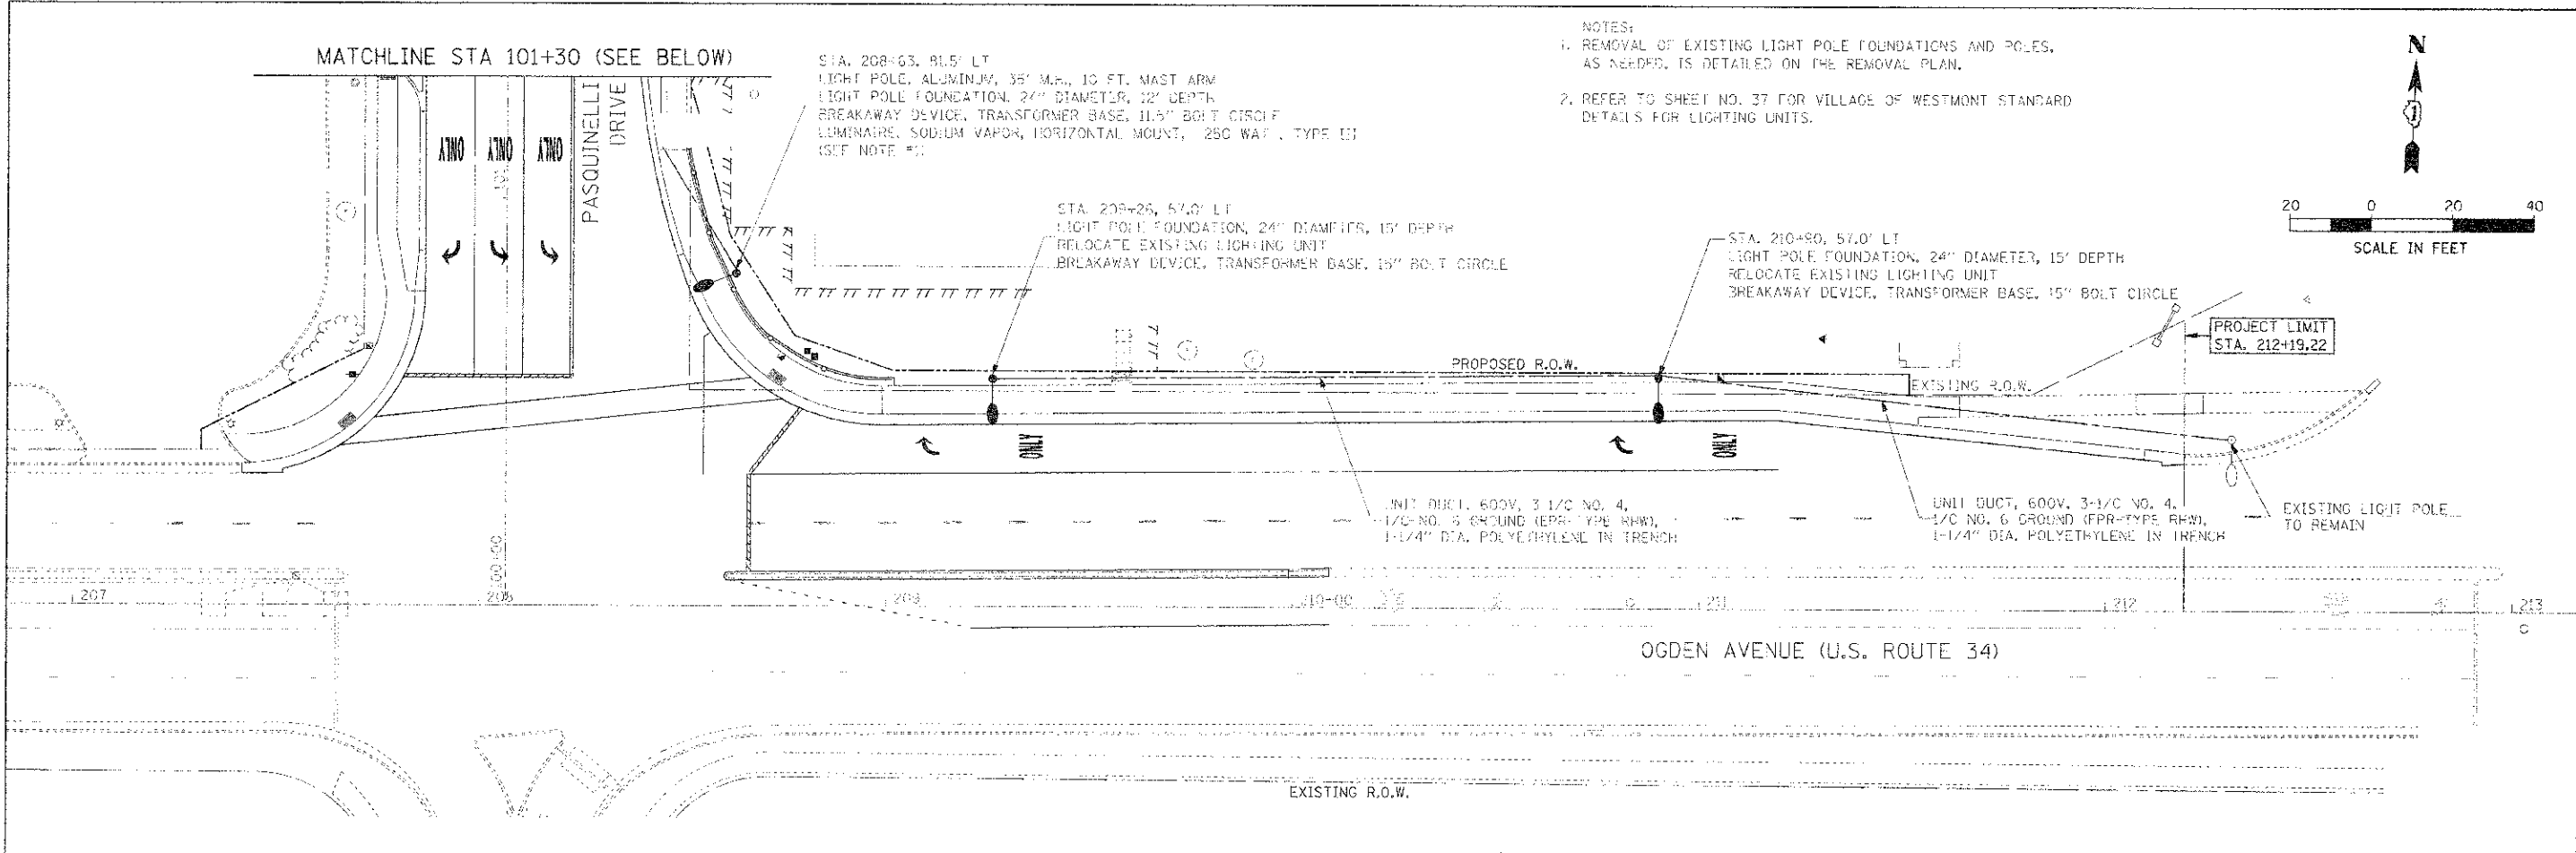 MATCHLINE STA 101+30 (SEE BELOW)
PASQUINELLI
DRIVE
ONLY
ONLY
ONLY
STA. 208+63, 81.5' LT
LIGHT POLE, ALUMINUM, 35' M.H., 10 FT. MAST ARM
LIGHT POLE FOUNDATION, 24" DIAMETER, 12' DEPTH
BREAKAWAY DEVICE, TRANSFORMER BASE, 11.5" BOLT CIRCLE
LUMINAIRE, SODIUM VAPOR, HORIZONTAL MOUNT, 250 WAT, TYPE III
(SEE NOTE
STA. 209+26, 57.0' LT
LIGHT POLE FOUNDATION, 24" DIAMETER, 15' DEPTH
RELOCATE EXISTING LIGHTING UNIT
BREAKAWAY DEVICE, TRANSFORMER BASE, 15" BOLT CIRCLE
NOTES:
1. REMOVAL OF EXISTING LIGHT POLE FOUNDATIONS AND POLES,
AS NEEDED, IS DETAILED ON THE REMOVAL PLAN.
2. REFER TO SHEET NO. 37 FOR VILLAGE OF WESTMONT STANDARD
DETAILS FOR LIGHTING UNITS.
N
20 0 20 40
SCALE IN FEET
STA. 210+90, 57.0' LT
LIGHT POLE FOUNDATION, 24" DIAMETER, 15' DEPTH
RELOCATE EXISTING LIGHTING UNIT
BREAKAWAY DEVICE, TRANSFORMER BASE, 15" BOLT CIRCLE
PROJECT LIMIT
STA. 212+19.22
PROPOSED R.O.W.
EXISTING R.O.W.
ONLY
ONLY
UNIT DUCT, 600V, 3 1/C NO. 4,
1/C NO. 6 GROUND (EPR-TYPE RHW),
1-1/4" DIA. POLYETHYLENE IN TRENCH
UNIT DUCT, 600V, 3-1/C NO. 4,
1/C NO. 6 GROUND (EPR-TYPE RHW),
1-1/4" DIA. POLYETHYLENE IN TRENCH
EXISTING LIGHT POLE
TO REMAIN
207
208
209
211
212
213
OGDEN AVENUE (U.S. ROUTE 34)
EXISTING R.O.W.